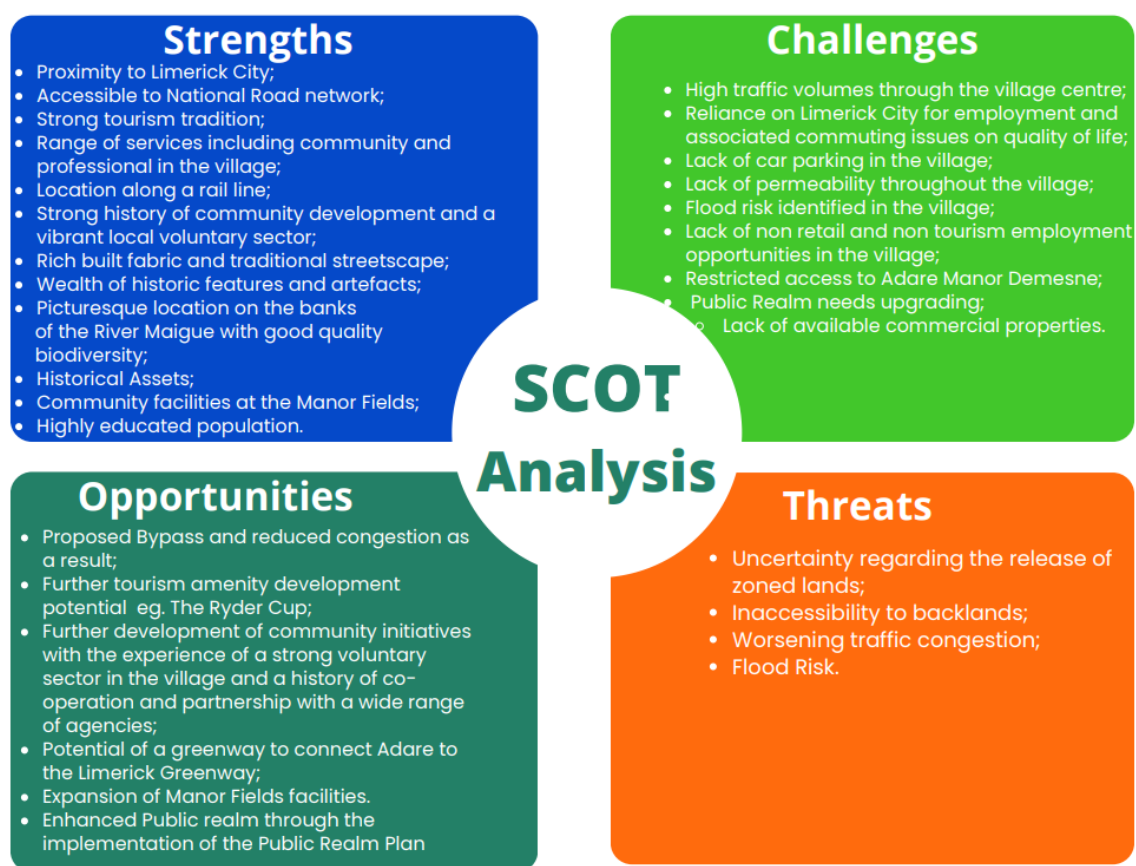 Strengths
• Proximity to Limerick City;
• Accessible to National Road network;
• Strong tourism tradition;
• Range of services including community and
professional in the village;
• Location along a rail line;
• Strong history of community development and a
vibrant local voluntary sector;
• Rich built fabric and traditional streetscape;
• Wealth of historic features and artefacts;
• Picturesque location on the banks
of the River Maigue with good quality
biodiversity;
• Historical Assets;
• Community facilities at the Manor Fields;
• Highly educated population.
Challenges
• High traffic volumes through the village centre;
• Reliance on Limerick City for employment and
associated commuting issues on quality of life;
• Lack of car parking in the village;
• Lack of permeability throughout the village;
• Flood risk identified in the village;
• Lack of non retail and non tourism employment
opportunities in the village;
• Restricted access to Adare Manor Demesne;
• Public Realm needs upgrading;
◦ Lack of available commercial properties.
SCOT
Analysis
Opportunities
• Proposed Bypass and reduced congestion as
a result;
• Further tourism amenity development
potential eg. The Ryder Cup;
• Further development of community initiatives
with the experience of a strong voluntary
sector in the village and a history of co-
operation and partnership with a wide range
of agencies;
• Potential of a greenway to connect Adare to
the Limerick Greenway;
• Expansion of Manor Fields facilities.
• Enhanced Public realm through the
implementation of the Public Realm Plan
Threats
• Uncertainty regarding the release of
zoned lands;
• Inaccessibility to backlands;
• Worsening traffic congestion;
• Flood Risk.